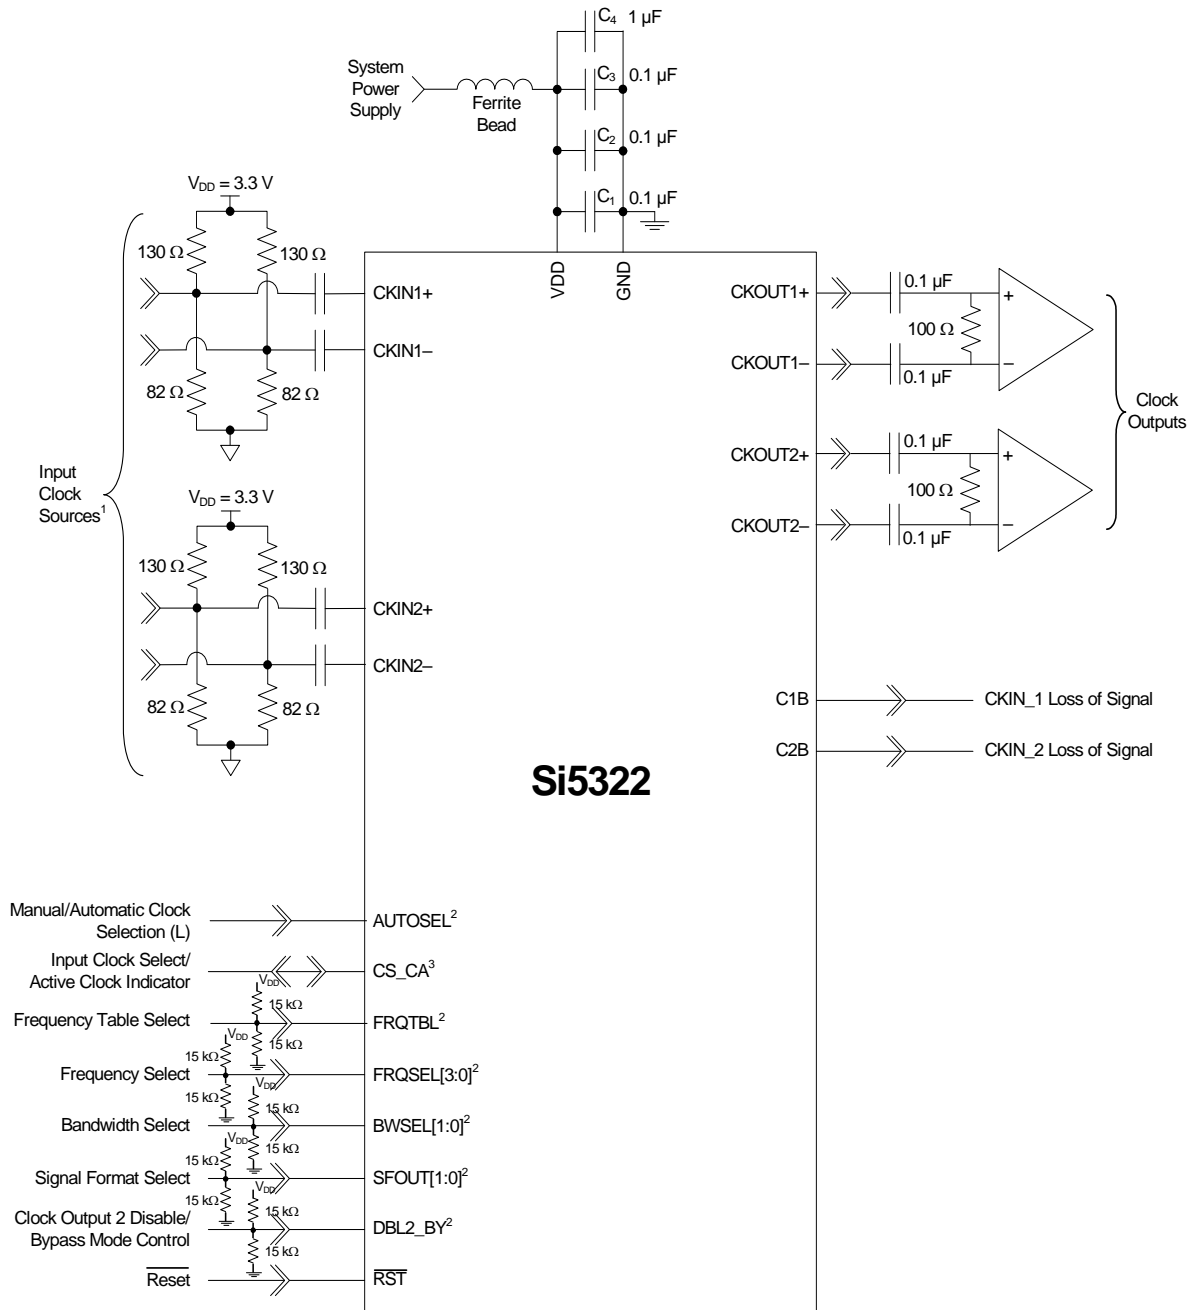 C4 1 µF
System
Power
Supply
Ferrite
Bead
C3 0.1 µF
C2 0.1 µF
C1 0.1 µF
VDD = 3.3 V
130 Ω
130 Ω
82 Ω
82 Ω
VDD = 3.3 V
130 Ω
130 Ω
82 Ω
82 Ω
Input
Clock
Sources1
VDD
GND
CKIN1+
CKIN1–
CKIN2+
CKIN2–
CKOUT1+
0.1 µF
100 Ω
CKOUT1–
0.1 µF
+
–
CKOUT2+
0.1 µF
100 Ω
CKOUT2–
0.1 µF
+
–
Clock
Outputs
C1B
CKIN_1 Loss of Signal
C2B
CKIN_2 Loss of Signal
Si5322
Manual/Automatic Clock
Selection (L)
AUTOSEL2
Input Clock Select/
Active Clock Indicator
CS_CA3
VDD
15 kΩ
Frequency Table Select
FRQTBL2
15 kΩ
VDD
15 kΩ
Frequency Select
FRQSEL[3:0]2
15 kΩ
VDD
15 kΩ
Bandwidth Select
BWSEL[1:0]2
15 kΩ
VDD
15 kΩ
Signal Format Select
SFOUT[1:0]2
15 kΩ
VDD
15 kΩ
Clock Output 2 Disable/
Bypass Mode Control
DBL2_BY2
15 kΩ
Reset
RST